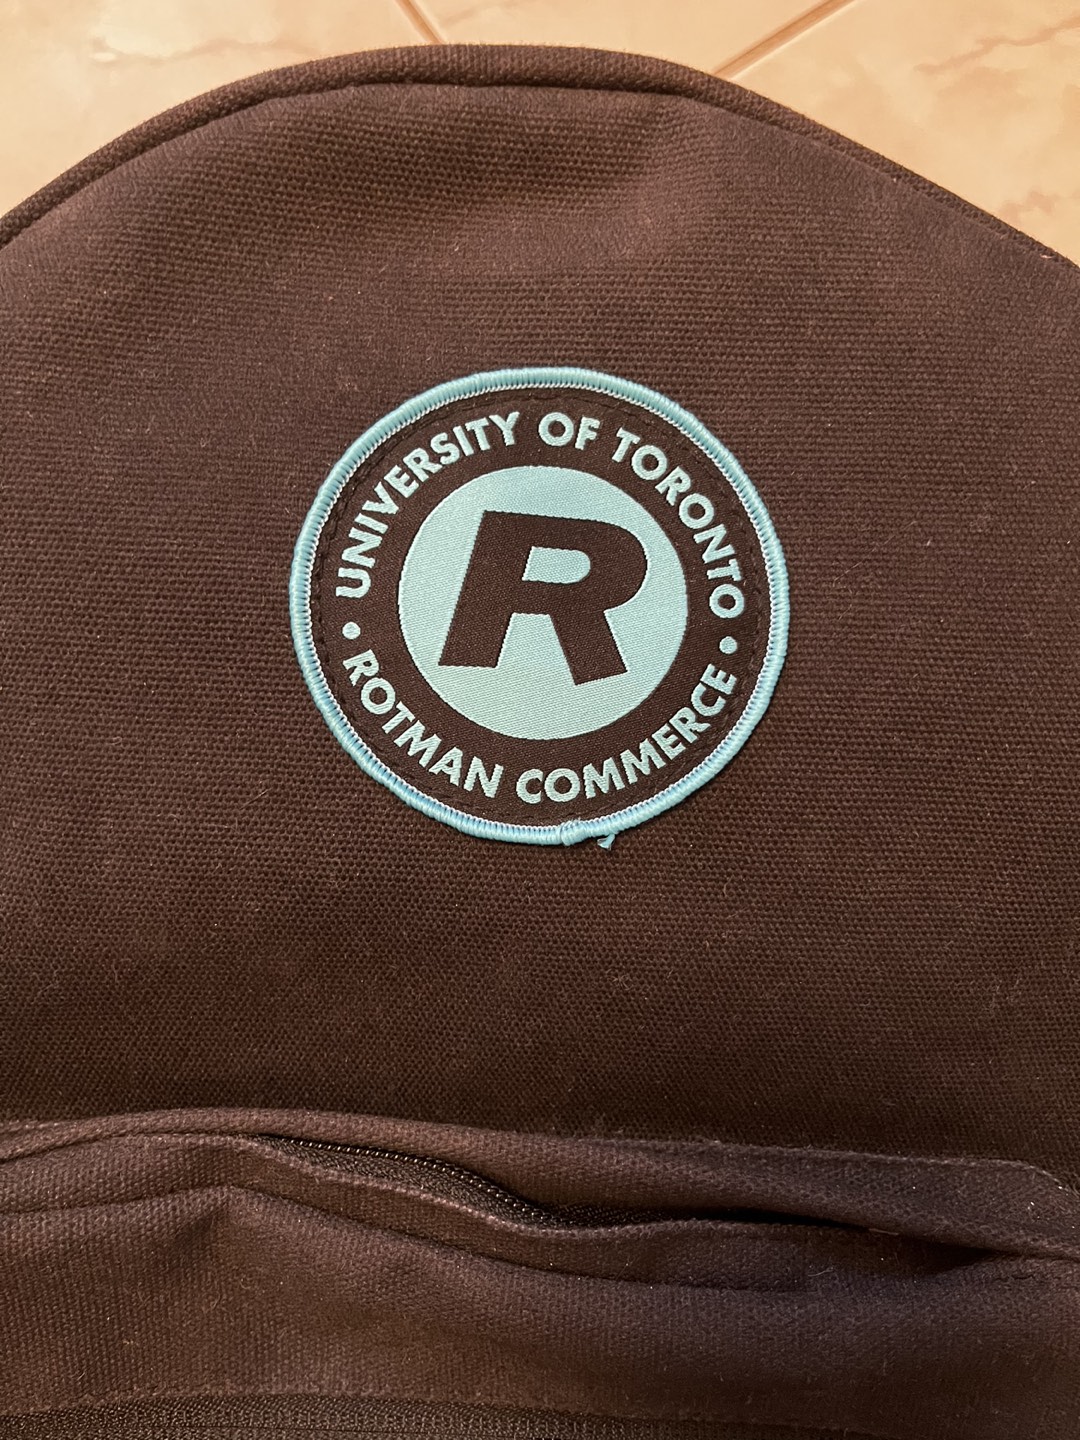 UNIVERSITY OF TORONTO
R
• ROTMAN COMMERCE •